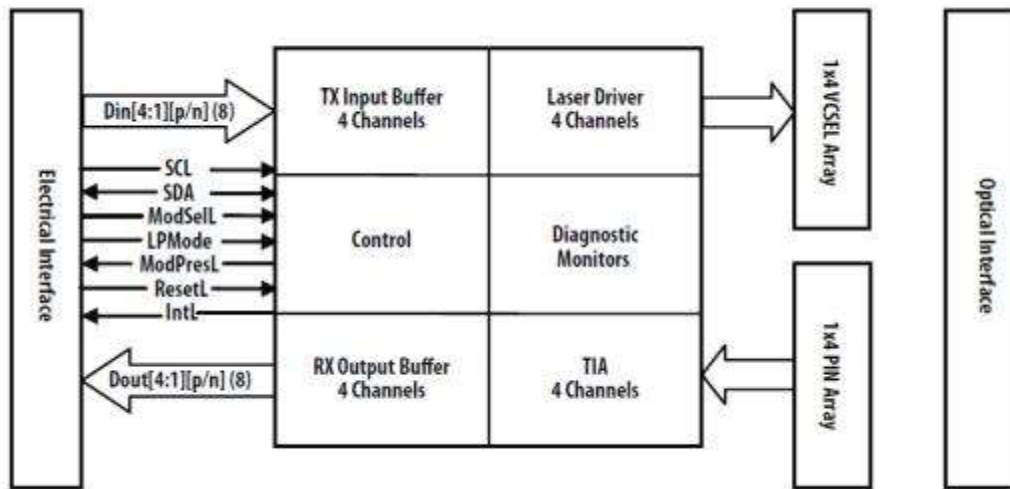 Electrical Interface
Din[4:1][p/n] (8)
SCL
SDA
ModSelL
LPMode
ModPresL
ResetL
IntL
Dout[4:1][p/n] (8)
TX Input Buffer
4 Channels
Laser Driver
4 Channels
Control
Diagnostic
Monitors
RX Output Buffer
4 Channels
TIA
4 Channels
1x4 VCSEL Array
1x4 PIN Array
Optical Interface